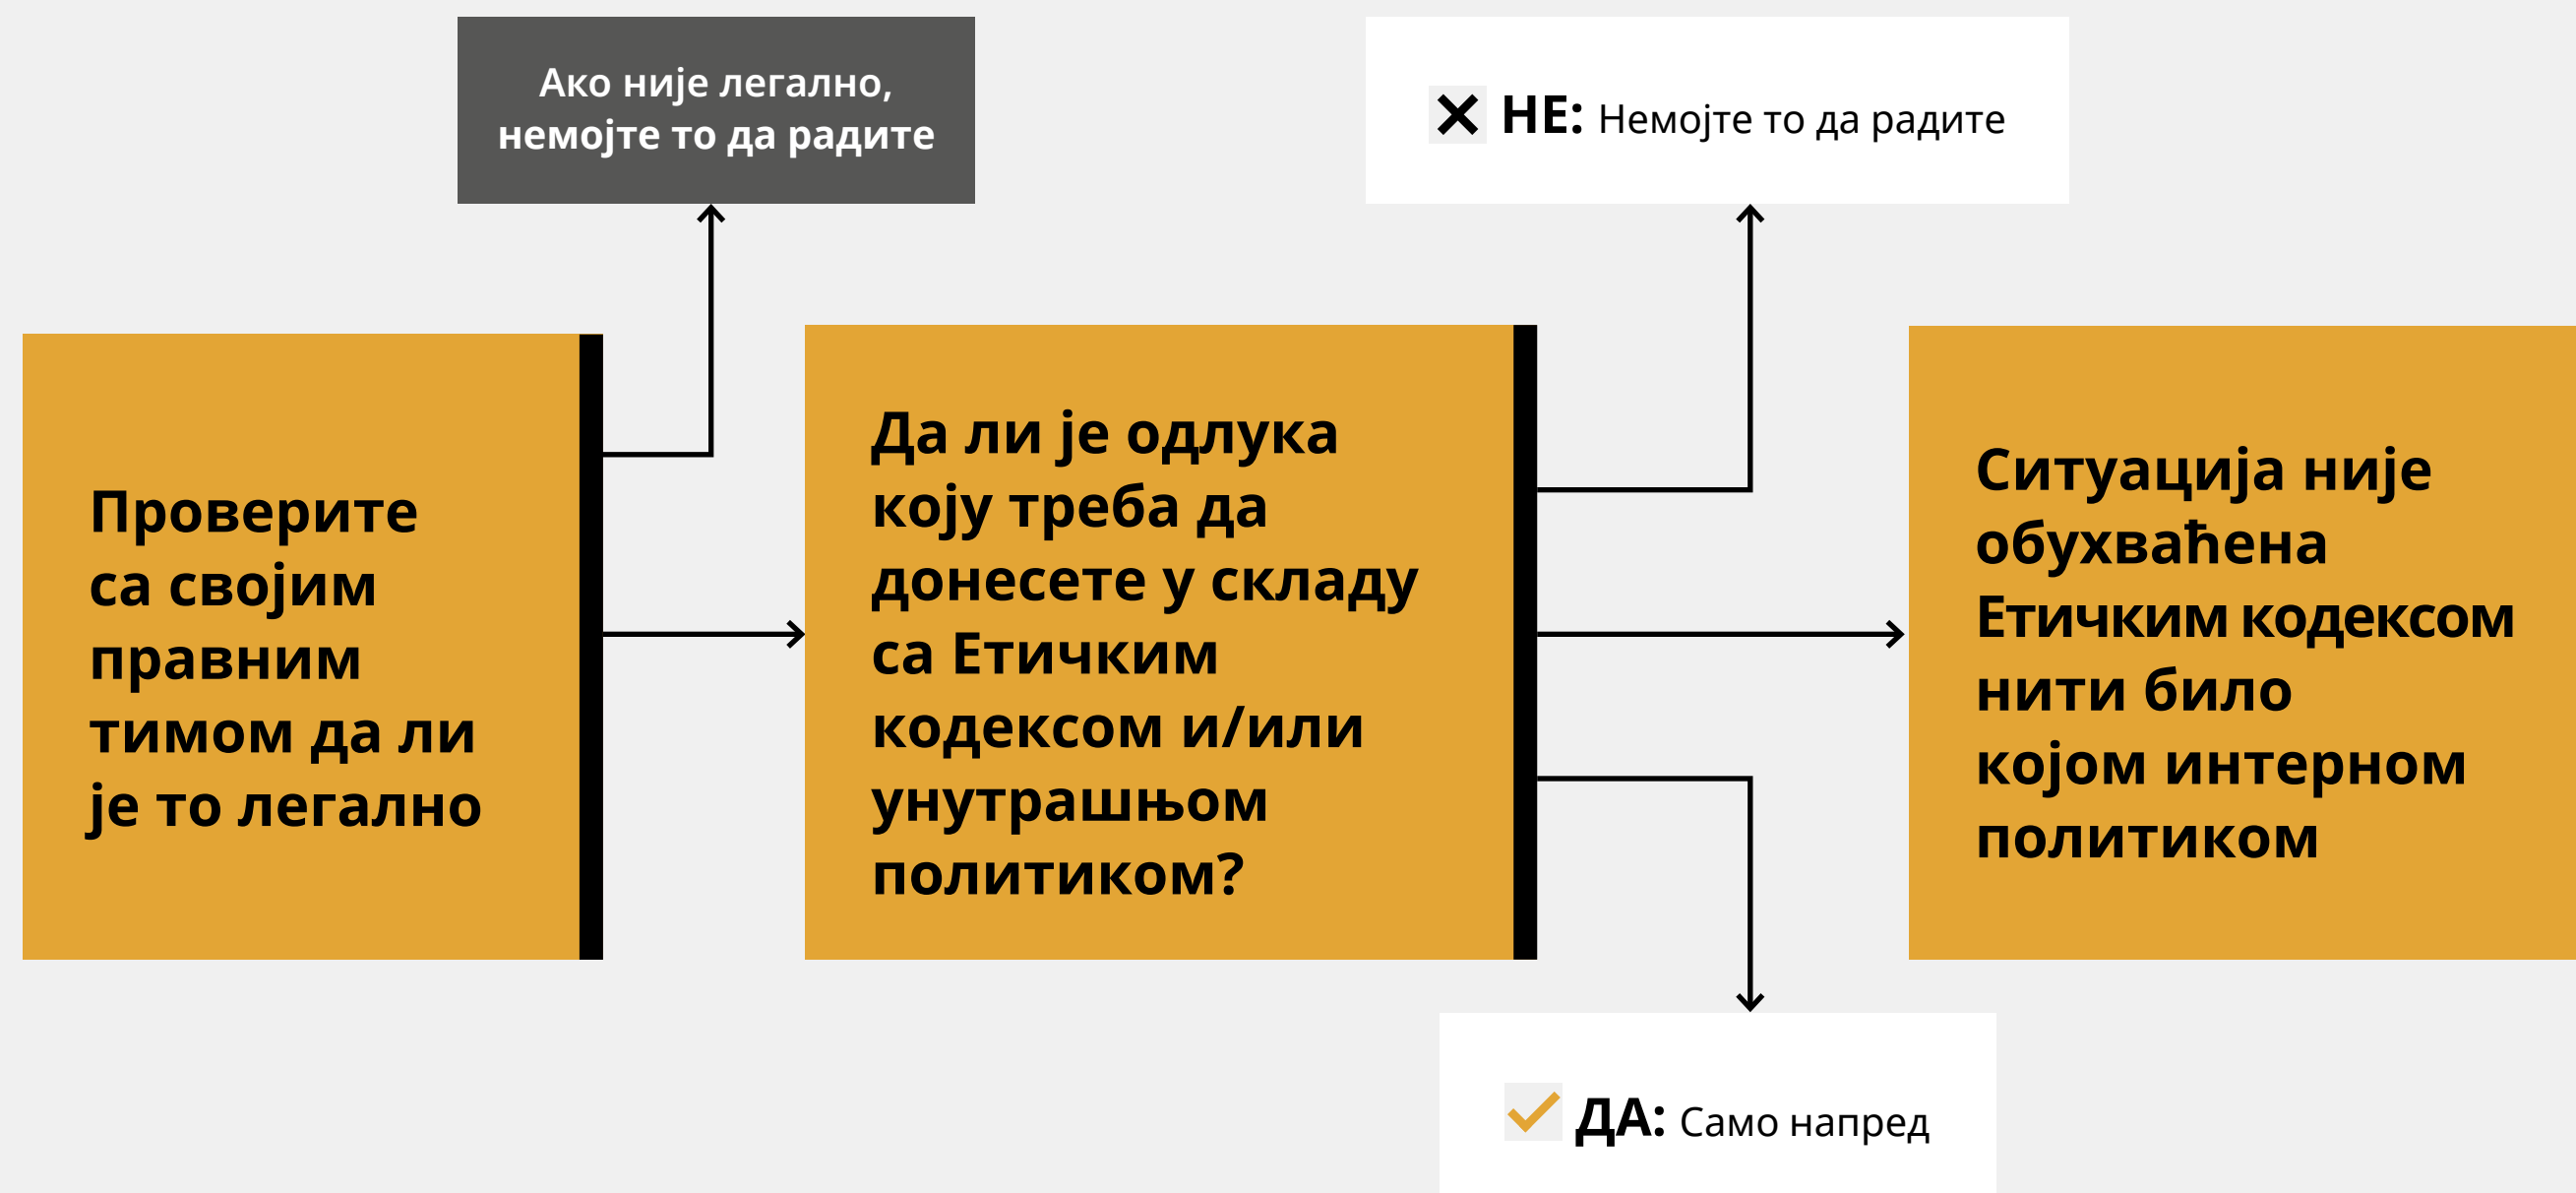 Ако није легално,
немојте то да радите
НЕ: Немојте то да радите
Проверите
са својим
правним
тимом да ли
је то легално
Да ли је одлука
коју треба да
донесете у складу
са Етичким
кодексом и/или
унутрашњом
политиком?
Ситуација није
обухваћена
Етичким кодексом
нити било
којом интерном
политиком
ДА: Само напред